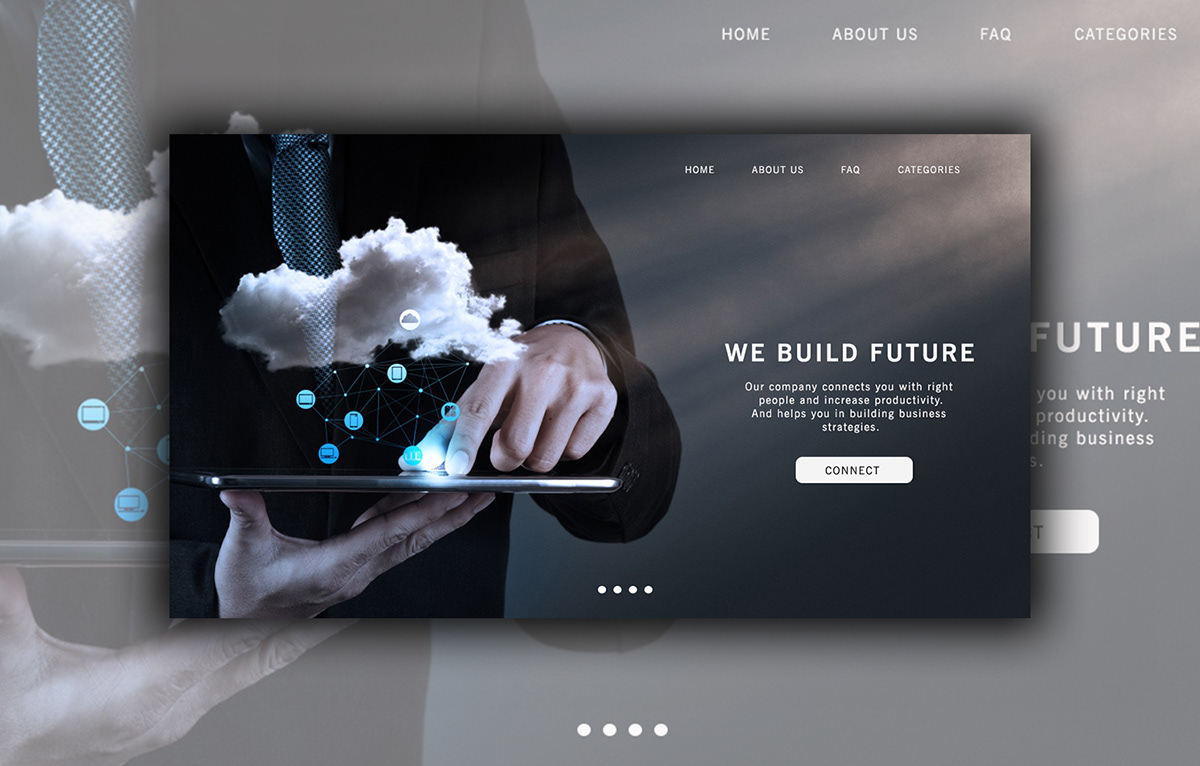 HOME ABOUT US FAQ CATEGORIES
HOME ABOUT US FAQ CATEGORIES
WE BUILD FUTURE
Our company connects you with right
people and increase productivity.
And helps you in building business
strategies.
CONNECT
FUTURE
you with right
productivity.
business